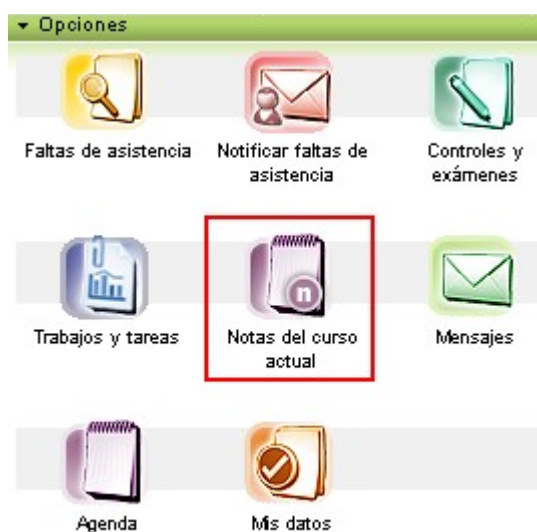 Opciones
Faltas de asistencia
Notificar faltas de
asistencia
Controles y
exámenes
Trabajos y tareas
n
Notas del curso
actual
Mensajes
Agenda
Mis datos